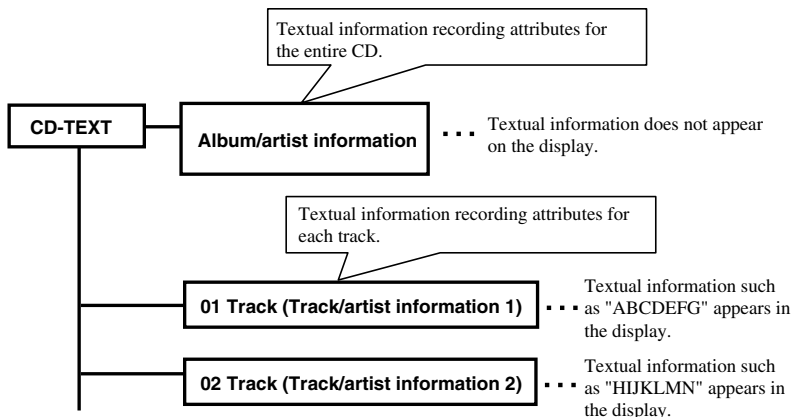 Textual information recording attributes for
the entire CD.
CD-TEXT
Album/artist information
Textual information does not appear
on the display.
Textual information recording attributes for
each track.
01 Track (Track/artist information 1)
Textual information such
as "ABCDEFG" appears in
the display.
02 Track (Track/artist information 2)
Textual information such
as "HIJKLMN" appears in
the display.